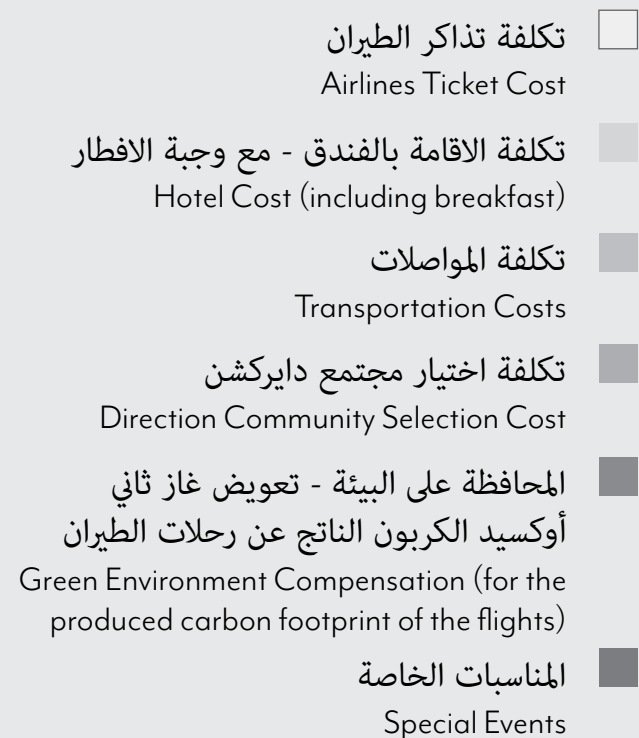 تكلفة تذاكر الطيران
Airlines Ticket Cost
تكلفة الاقامة بالفندق - مع وجبة الافطار
Hotel Cost (including breakfast)
تكلفة المواصلات
Transportation Costs
تكلفة اختيار مجتمع دايركشن
Direction Community Selection Cost
المحافظة على البيئة - تعويض غاز ثاني
أوكسيد الكربون الناتج عن رحلات الطيران
Green Environment Compensation (for the
produced carbon footprint of the flights)
المناسبات الخاصة
Special Events